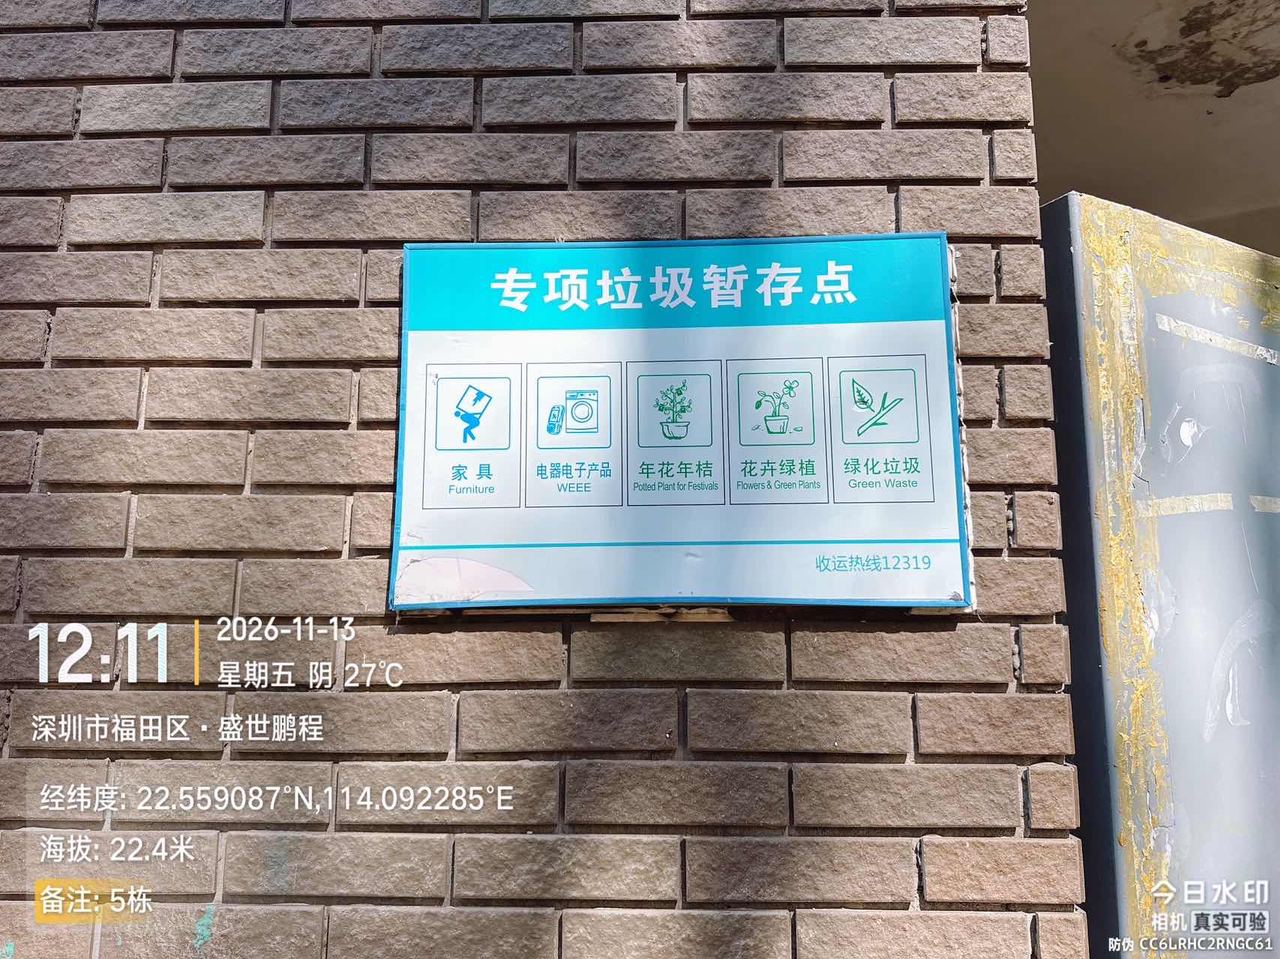 专项垃圾暂存点
家具
Furniture
电器电子产品
WEEE
年花年桔
Potted Plant for Festivals
花卉绿植
Flowers & Green Plants
绿化垃圾
Green Waste
收运热线12319
12:11
2026-11-13
星期五 阴 27℃
深圳市福田区·盛世鹏程
经纬度: 22.559087°N,114.092285°E
海拔: 22.4米
备注: 5栋
今日水印
相机 真实可验
防伪 CC6LRHC2RNGC61